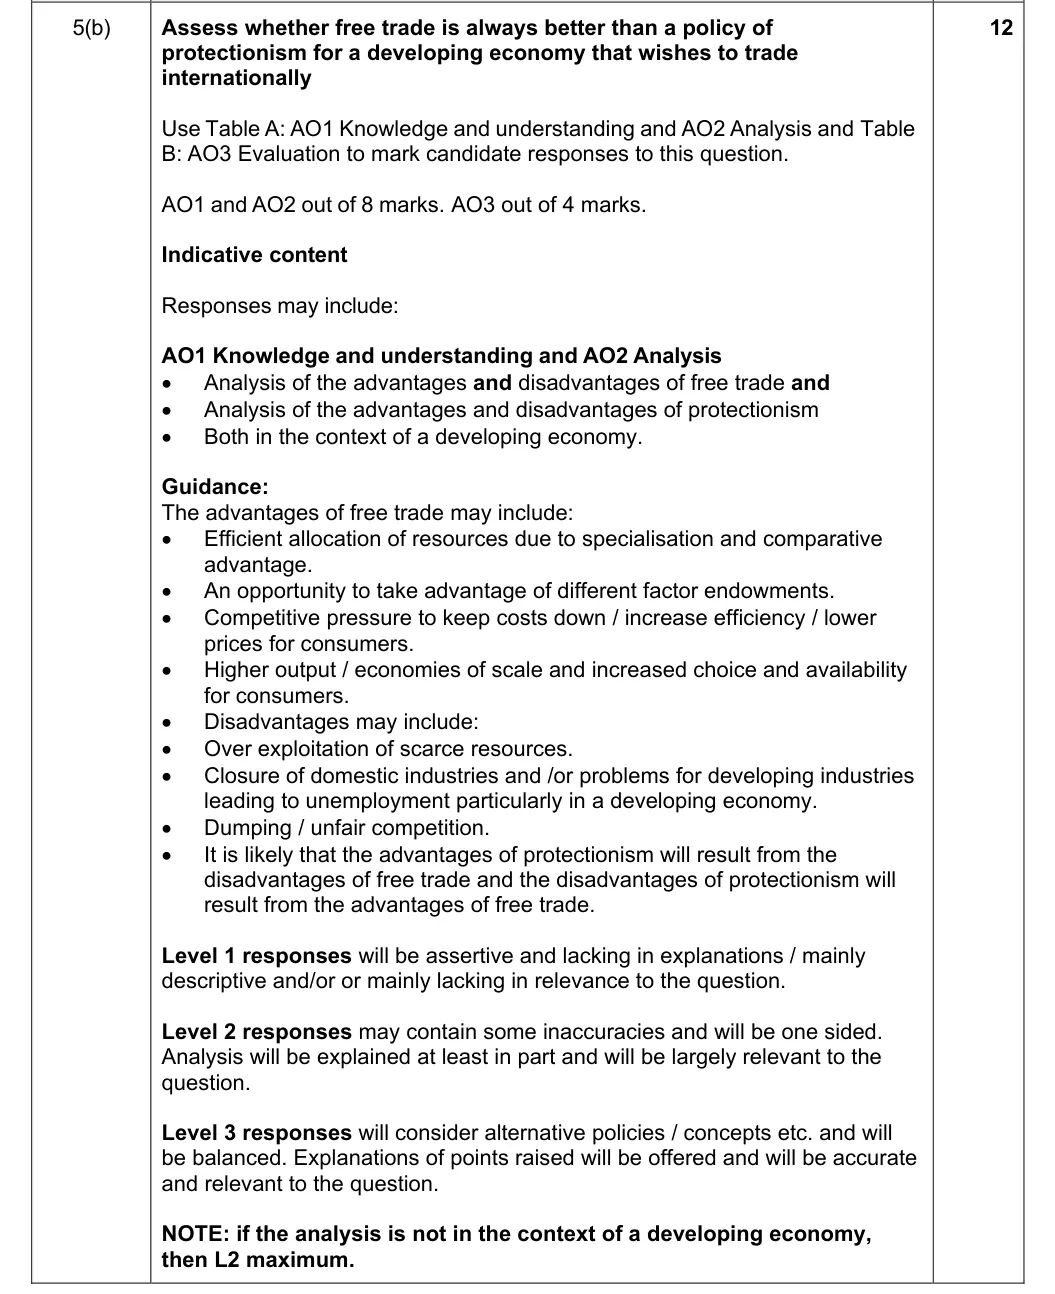 5(b)
Assess whether free trade is always better than a policy of
protectionism for a developing economy that wishes to trade
internationally
12
Use Table A: AO1 Knowledge and understanding and AO2 Analysis and Table
B: AO3 Evaluation to mark candidate responses to this question.
AO1 and AO2 out of 8 marks. AO3 out of 4 marks.
Indicative content
Responses may include:
AO1 Knowledge and understanding and AO2 Analysis
• Analysis of the advantages and disadvantages of free trade and
• Analysis of the advantages and disadvantages of protectionism
• Both in the context of a developing economy.
Guidance:
The advantages of free trade may include:
• Efficient allocation of resources due to specialisation and comparative
advantage.
• An opportunity to take advantage of different factor endowments.
• Competitive pressure to keep costs down / increase efficiency / lower
prices for consumers.
• Higher output / economies of scale and increased choice and availability
for consumers.
• Disadvantages may include:
• Over exploitation of scarce resources.
• Closure of domestic industries and /or problems for developing industries
leading to unemployment particularly in a developing economy.
• Dumping / unfair competition.
• It is likely that the advantages of protectionism will result from the
disadvantages of free trade and the disadvantages of protectionism will
result from the advantages of free trade.
Level 1 responses will be assertive and lacking in explanations / mainly
descriptive and/or or mainly lacking in relevance to the question.
Level 2 responses may contain some inaccuracies and will be one sided.
Analysis will be explained at least in part and will be largely relevant to the
question.
Level 3 responses will consider alternative policies / concepts etc. and will
be balanced. Explanations of points raised will be offered and will be accurate
and relevant to the question.
NOTE: if the analysis is not in the context of a developing economy,
then L2 maximum.